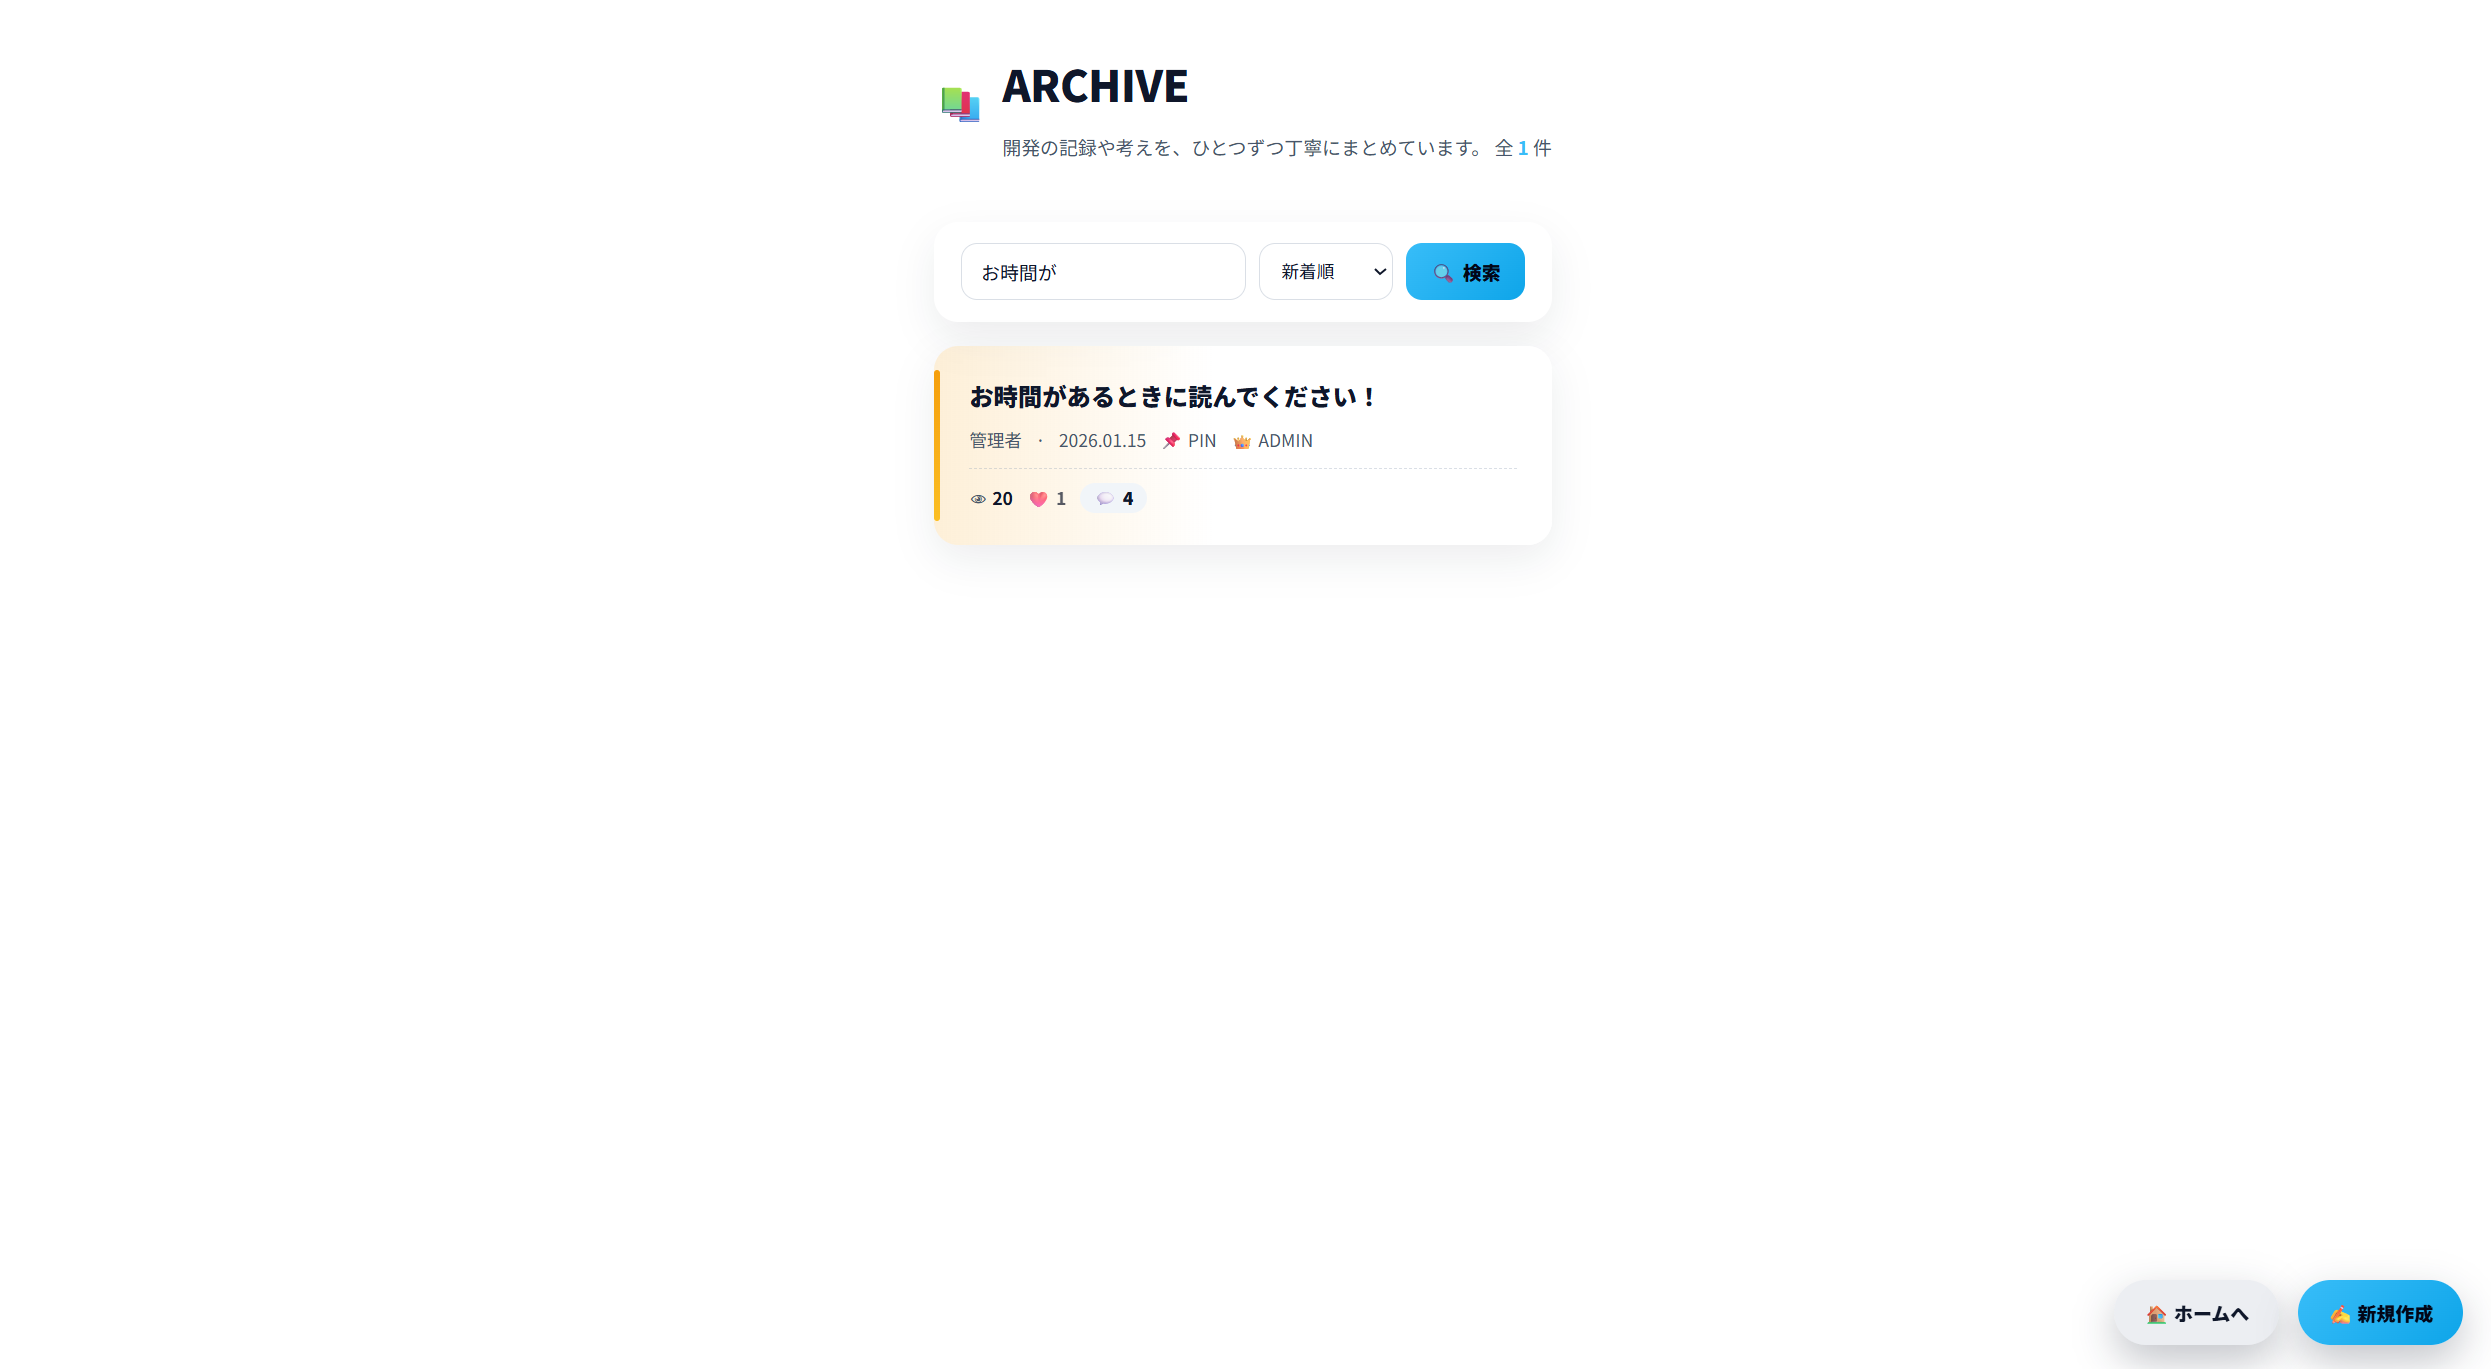 ARCHIVE
開発の記録や考えを、ひとつずつ丁寧にまとめています。 全 1 件
お時間が
新着順
検索
お時間があるときに読んでください！
管理者 · 2026.01.15 PIN ADMIN
20 1 4
ホームへ
新規作成